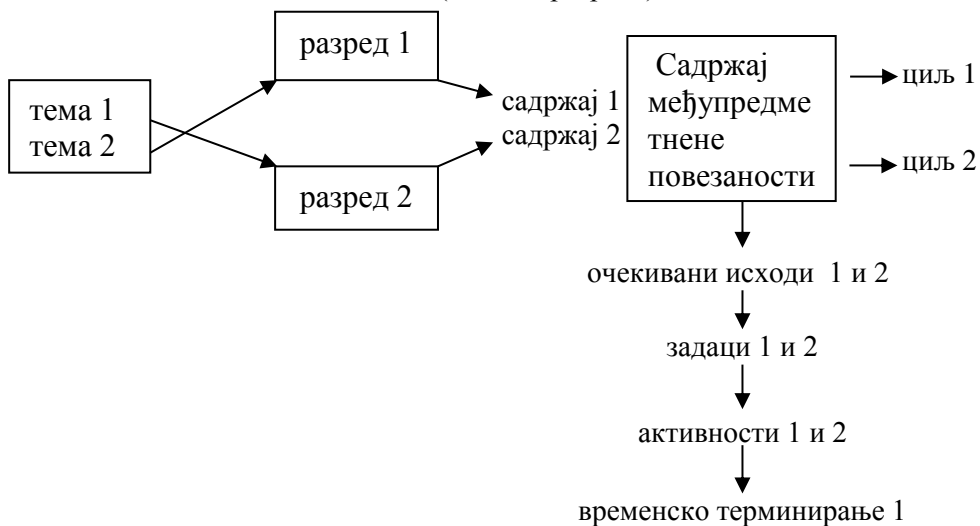 разред 1
тема 1
тема 2
разред 2
садржај 1
садржај 2
Садржај
међупредме
тнене
повезаности
циљ 1
циљ 2
очекивани исходи 1 и 2
задаци 1 и 2
активности 1 и 2
временско терминирање 1